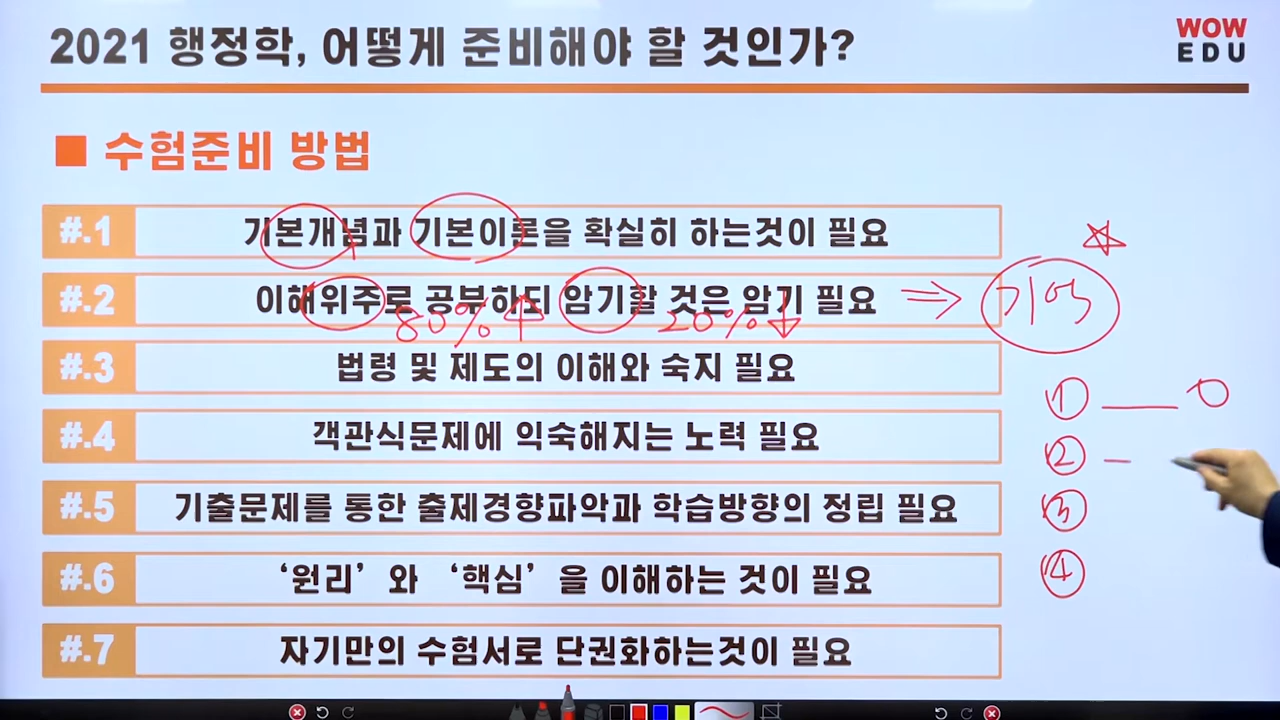 2021 행정학, 어떻게 준비해야 할 것인가?
WOW
EDU
■ 수험준비 방법
#.1 기본개념과 기본이론을 확실히 하는것이 필요
#.2 이해위주로 공부하되 암기할 것은 암기 필요 ⇒ 기억
80%↑ 20%↓
#.3 법령 및 제도의 이해와 숙지 필요
① O
#.4 객관식문제에 익숙해지는 노력 필요
②
#.5 기출문제를 통한 출제경향파악과 학습방향의 정립 필요
③
#.6 ‘원리’와 ‘핵심’을 이해하는 것이 필요
④
#.7 자기만의 수험서로 단권화하는것이 필요